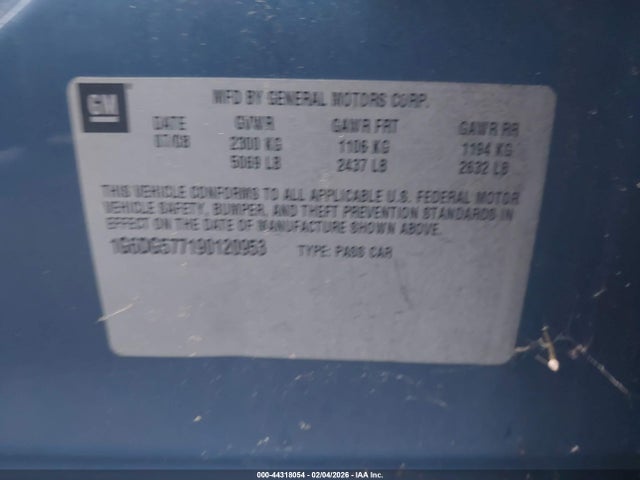 GM
MFD BY GENERAL MOTORS CORP.
DATE GVWR GAWR FRT GAWR RR
07/08 2300 KG 1106 KG 1194 KG
5069 LB 2437 LB 2632 LB
THIS VEHICLE CONFORMS TO ALL APPLICABLE U.S. FEDERAL MOTOR
VEHICLE SAFETY, BUMPER, AND THEFT PREVENTION STANDARDS IN
EFFECT ON THE DATE OF MANUFACTURE SHOWN ABOVE.
1G6DG577190120953 TYPE: PASS CAR
000-44318054 - 02/04/2026 - IAA Inc.